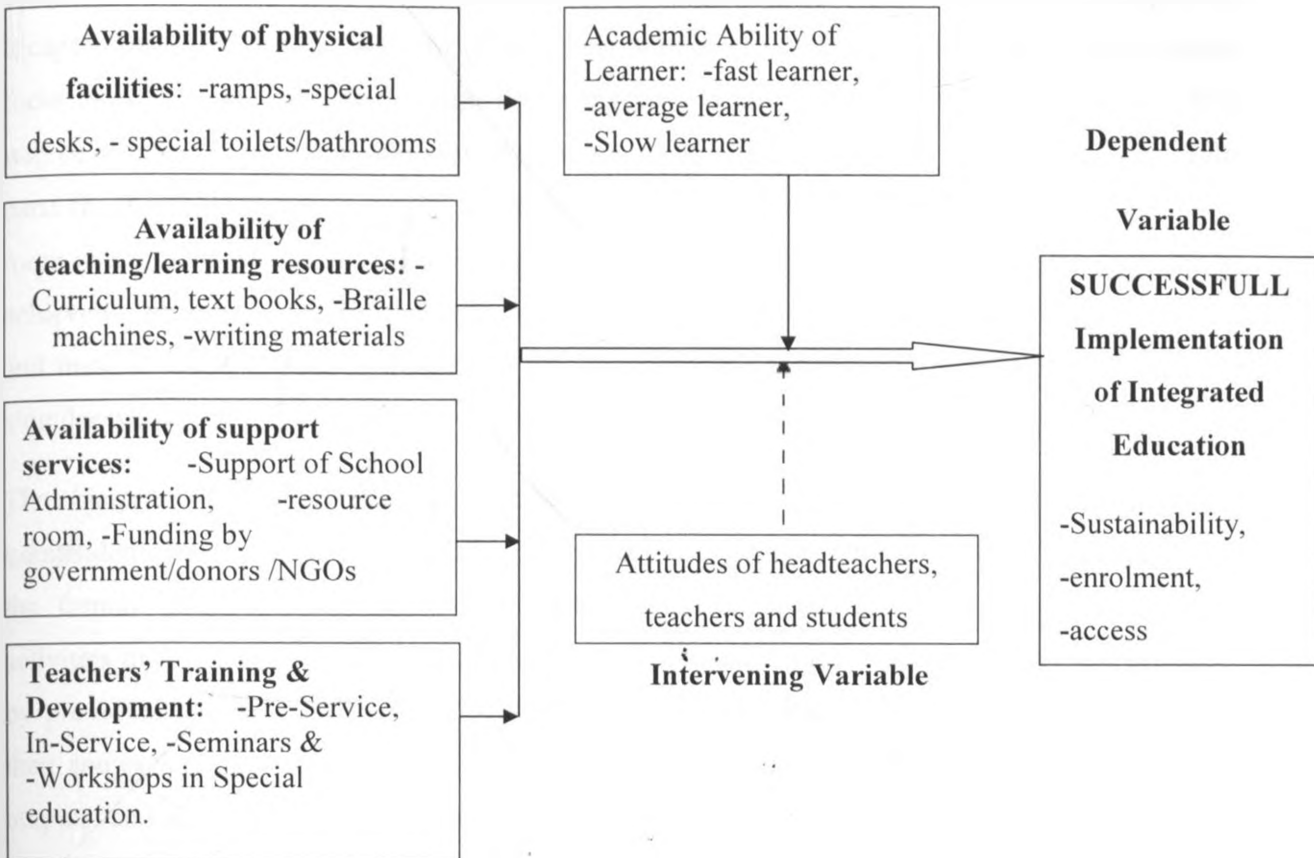 Availability of physical
facilities: -ramps, -special
desks, - special toilets/bathrooms
Availability of
teaching/learning resources: -
Curriculum, text books, -Braille
machines, -writing materials
Availability of support
services: -Support of School
Administration, -resource
room, -Funding by
government/donors /NGOs
Teachers' Training &
Development: -Pre-Service,
In-Service, -Seminars &
-Workshops in Special
education.
Academic Ability of
Learner: -fast learner,
-average learner,
-Slow learner
Attitudes of headteachers,
teachers and students
Intervening Variable
Dependent
Variable
SUCCESSFULL
Implementation
of Integrated
Education
-Sustainability,
-enrolment,
-access